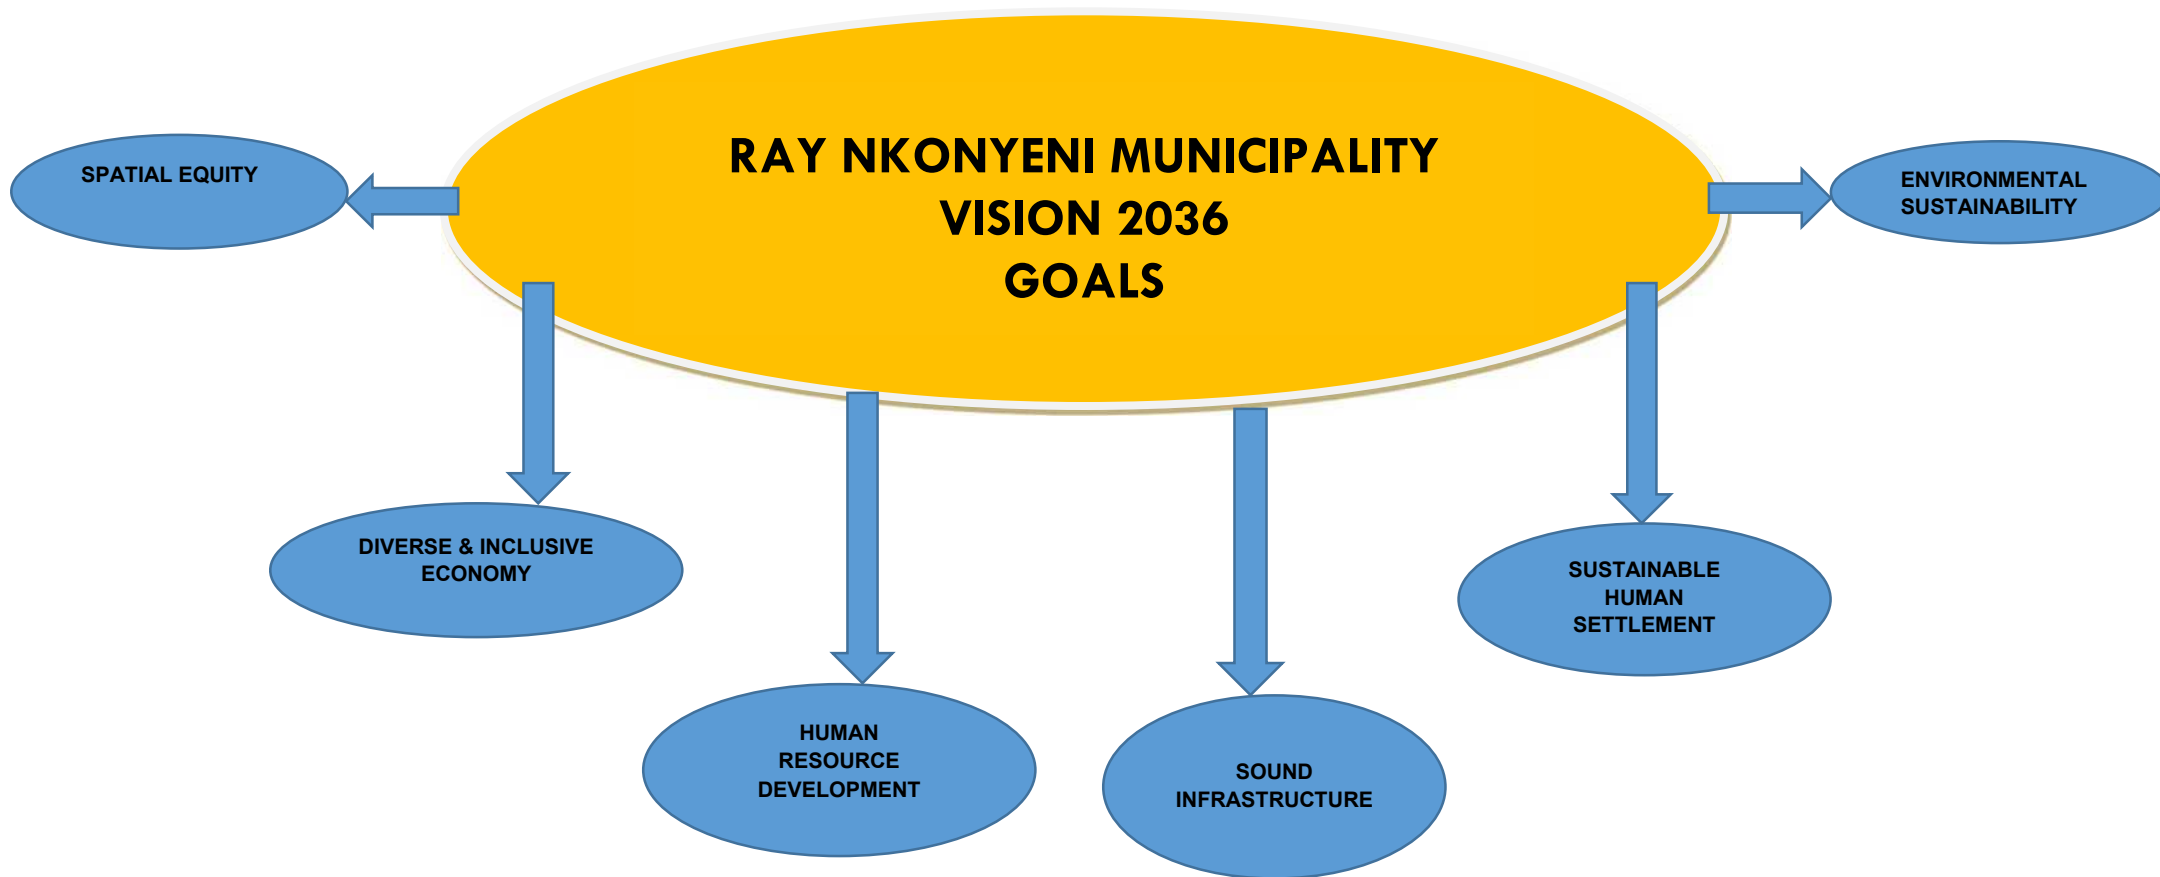 RAY NKONYENI MUNICIPALITY
VISION 2036
GOALS
SPATIAL EQUITY
ENVIRONMENTAL
SUSTAINABILITY
DIVERSE & INCLUSIVE
ECONOMY
SUSTAINABLE
HUMAN
SETTLEMENT
HUMAN
RESOURCE
DEVELOPMENT
SOUND
INFRASTRUCTURE